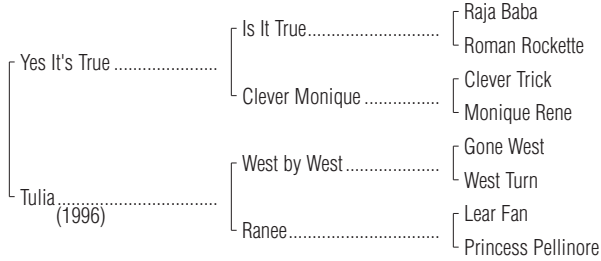 Raja Baba
Is It True
Roman Rockette
Yes It's True
Clever Trick
Clever Monique
Monique Rene
Gone West
West by West
West Turn
Tulia
(1996)
Lear Fan
Ranee
Princess Pellinore